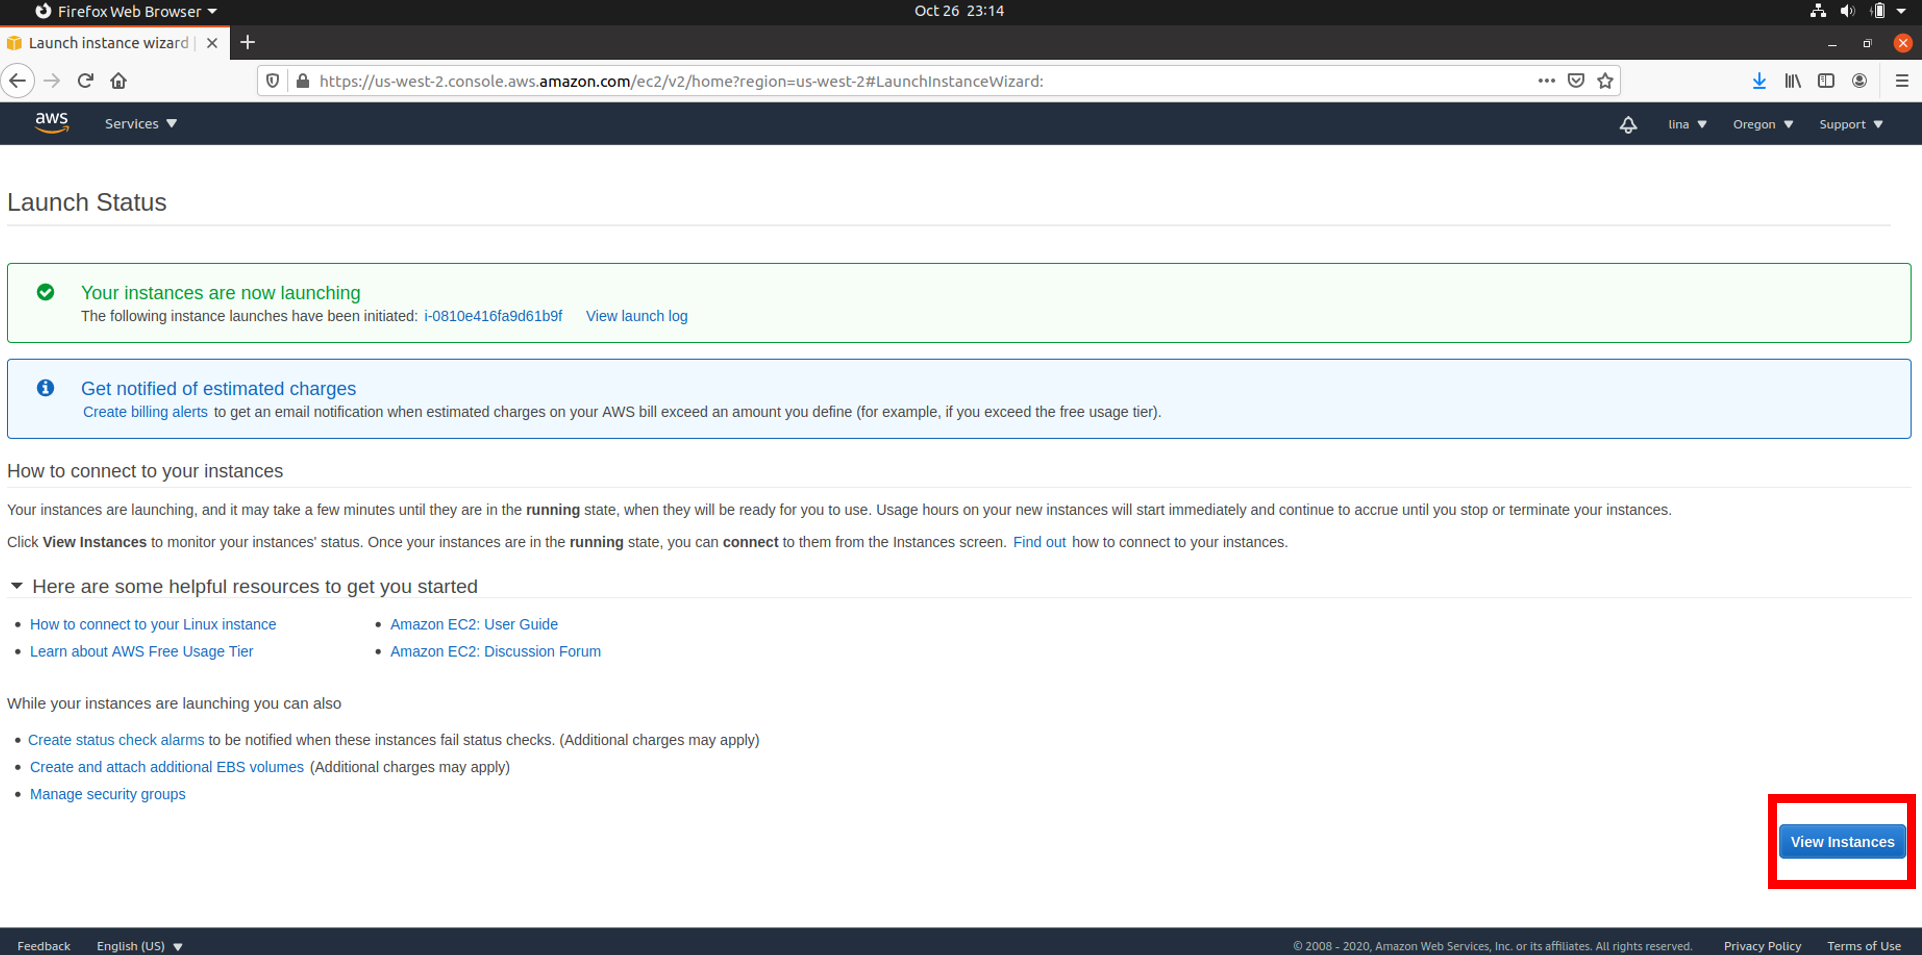 Firefox Web Browser
Oct 26 23:14
Launch instance wizard
https://us-west-2.console.aws.amazon.com/ec2/v2/home?region=us-west-2#LaunchInstanceWizard:
aws
Services
lina
Oregon
Support
Launch Status
Your instances are now launching
The following instance launches have been initiated: i-0810e416fa9d61b9f View launch log
Get notified of estimated charges
Create billing alerts to get an email notification when estimated charges on your AWS bill exceed an amount you define (for example, if you exceed the free usage tier).
How to connect to your instances
Your instances are launching, and it may take a few minutes until they are in the running state, when they will be ready for you to use. Usage hours on your new instances will start immediately and continue to accrue until you stop or terminate your instances.
Click View Instances to monitor your instances' status. Once your instances are in the running state, you can connect to them from the Instances screen. Find out how to connect to your instances.
Here are some helpful resources to get you started
• How to connect to your Linux instance
• Amazon EC2: User Guide
• Learn about AWS Free Usage Tier
• Amazon EC2: Discussion Forum
While your instances are launching you can also
• Create status check alarms to be notified when these instances fail status checks. (Additional charges may apply)
• Create and attach additional EBS volumes (Additional charges may apply)
• Manage security groups
View Instances
Feedback
English (US)
© 2008 - 2020, Amazon Web Services, Inc. or its affiliates. All rights reserved.
Privacy Policy
Terms of Use